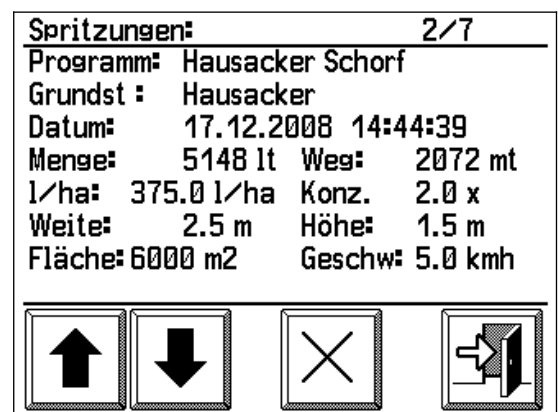 Spritzungen: 2/7
Programm: Hausacker Schorf
Grundst : Hausacker
Datum: 17.12.2008 14:44:39
Menge: 5148 lt Weg: 2072 mt
l/ha: 375.0 l/ha Konz. 2.0 x
Weite: 2.5 m Höhe: 1.5 m
Fläche: 6000 m2 Geschw: 5.0 kmh